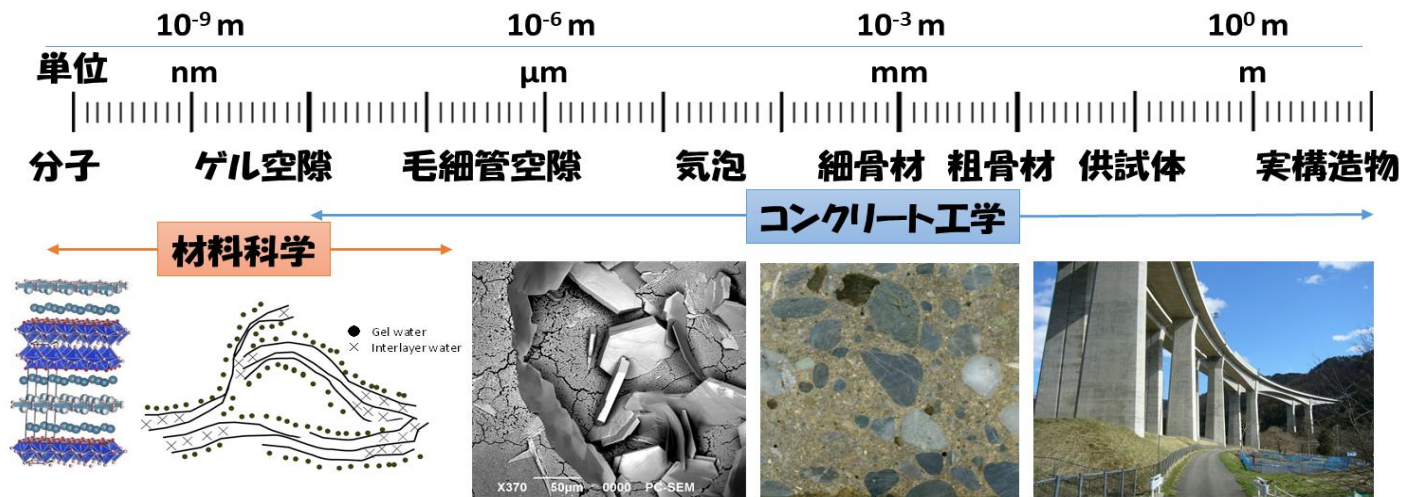 10-9 m 10-6 m 10-3 m 100 m
単位 nm µm mm m
分子 ゲル空隙 毛細管空隙 気泡 細骨材 粗骨材 供試体 実構造物
コンクリート工学
材料科学
Gel water
Interlayer water
X370 50µm 0000 PC-SEM